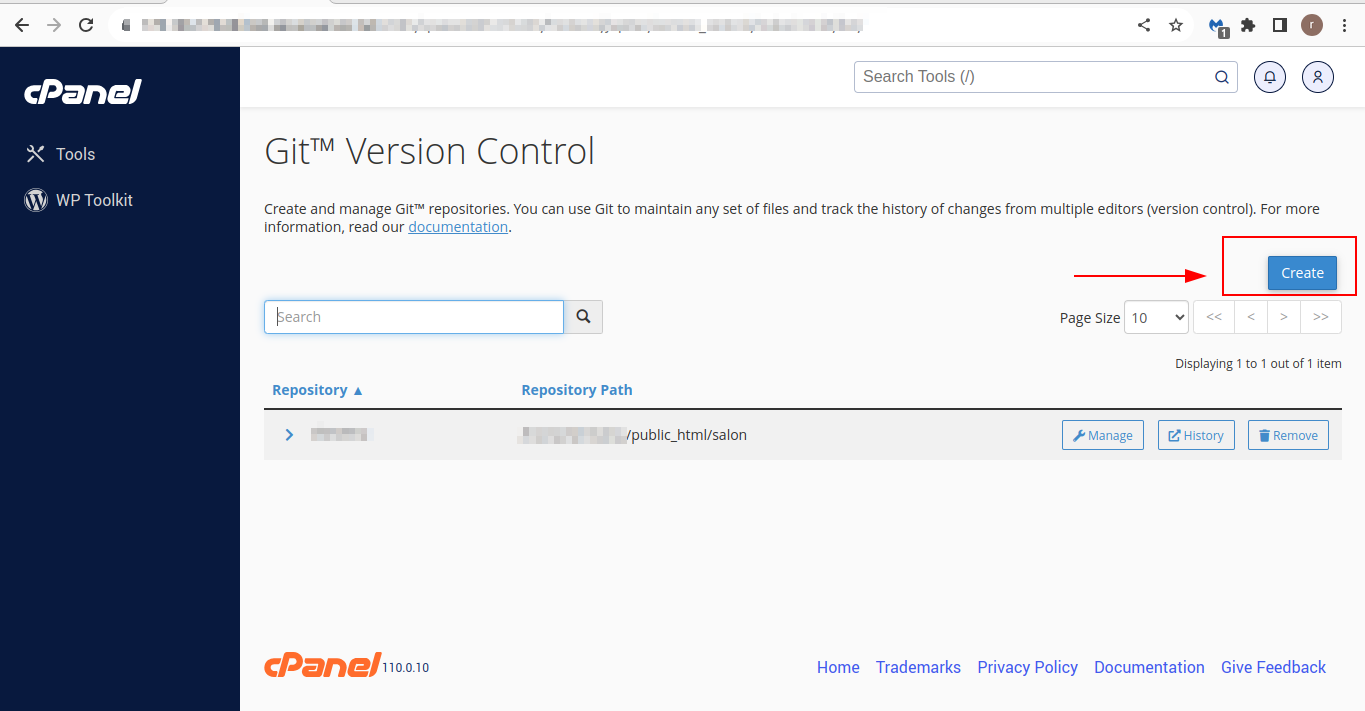 1
r
cPanel
Search Tools (/)
Tools
WP Toolkit
Git™ Version Control
Create and manage Git™ repositories. You can use Git to maintain any set of files and track the history of changes from multiple editors (version control). For more
information, read our documentation.
Create
Search
Page Size 10 << < > >>
Displaying 1 to 1 out of 1 item
Repository ▲ Repository Path
/public_html/salon Manage History Remove
cPanel 110.0.10 Home Trademarks Privacy Policy Documentation Give Feedback